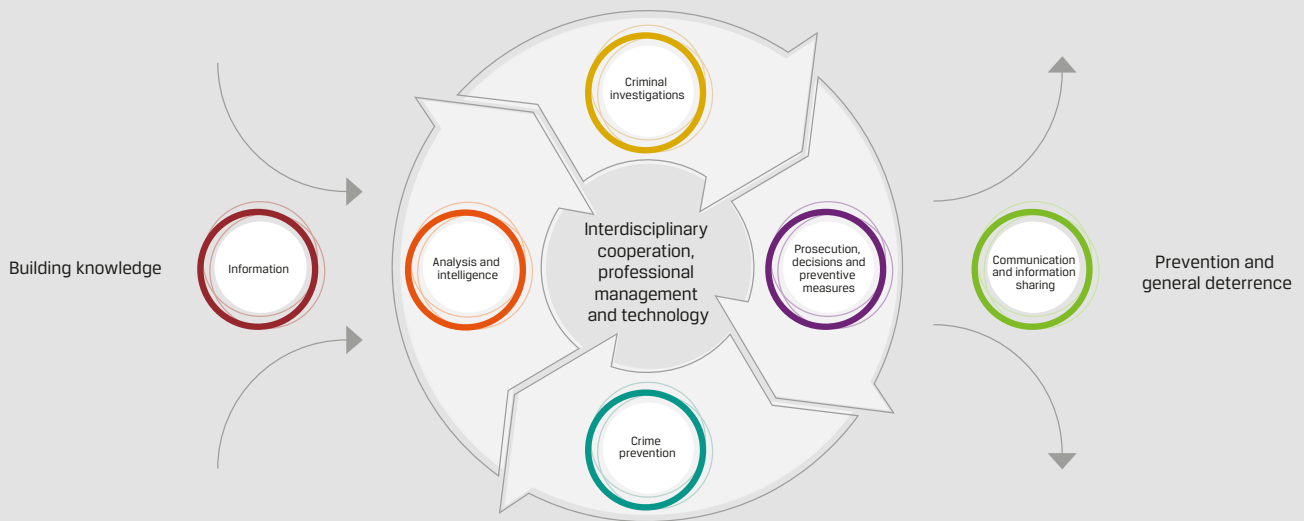 Building knowledge
Information
Analysis and
intelligence
Criminal
investigations
Interdisciplinary
cooperation,
professional
management
and technology
Prosecution,
decisions and
preventive
measures
Crime
prevention
Communication
and information
sharing
Prevention and
general deterrence